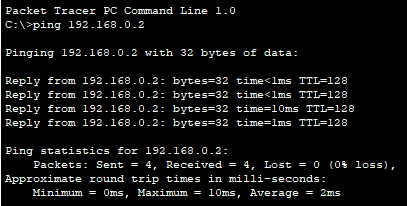 Packet Tracer PC Command Line 1.0
C:\>ping 192.168.0.2
Pinging 192.168.0.2 with 32 bytes of data:
Reply from 192.168.0.2: bytes=32 time<1ms TTL=128
Reply from 192.168.0.2: bytes=32 time<1ms TTL=128
Reply from 192.168.0.2: bytes=32 time=10ms TTL=128
Reply from 192.168.0.2: bytes=32 time=1ms TTL=128
Ping statistics for 192.168.0.2:
Packets: Sent = 4, Received = 4, Lost = 0 (0% loss),
Approximate round trip times in milli-seconds:
Minimum = 0ms, Maximum = 10ms, Average = 2ms